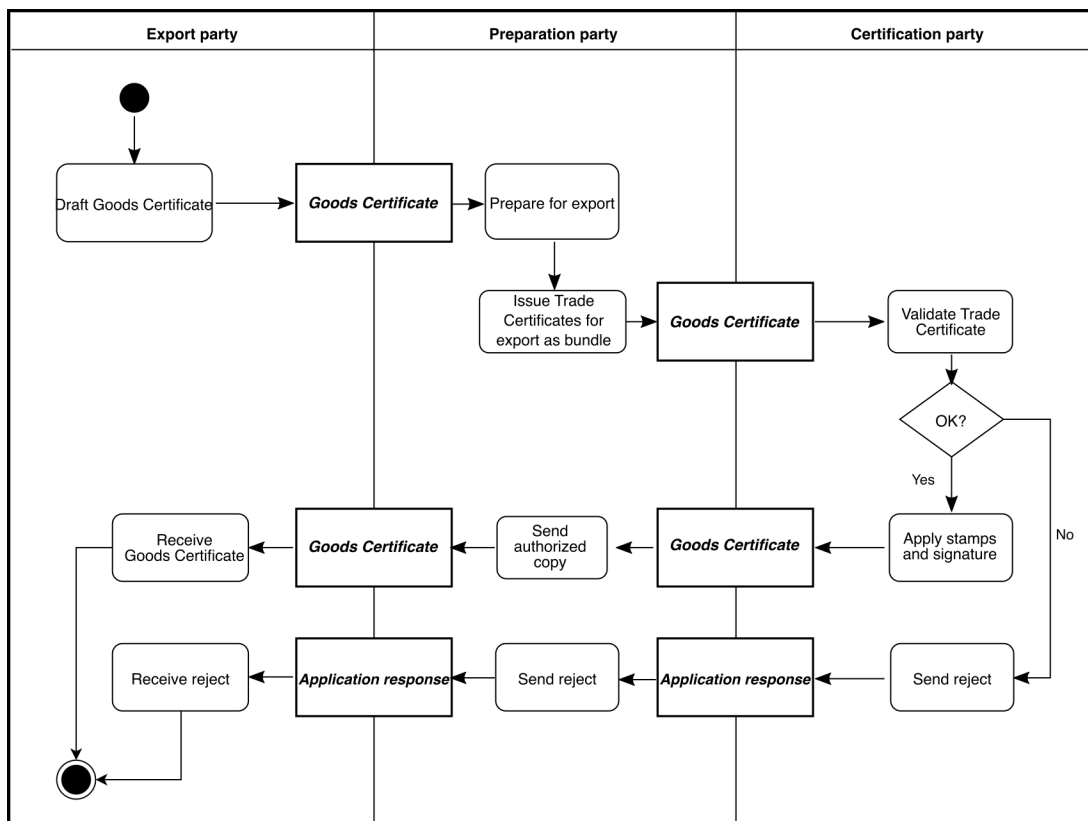 Export party
Preparation party
Certification party
Draft Goods Certificate
Goods Certificate
Prepare for export
Issue Trade
Certificates for
export as bundle
Goods Certificate
Validate Trade
Certificate
OK?
Yes
No
Receive
Goods Certificate
Goods Certificate
Send
authorized
copy
Goods Certificate
Apply stamps
and signature
Receive reject
Application response
Send reject
Application response
Send reject